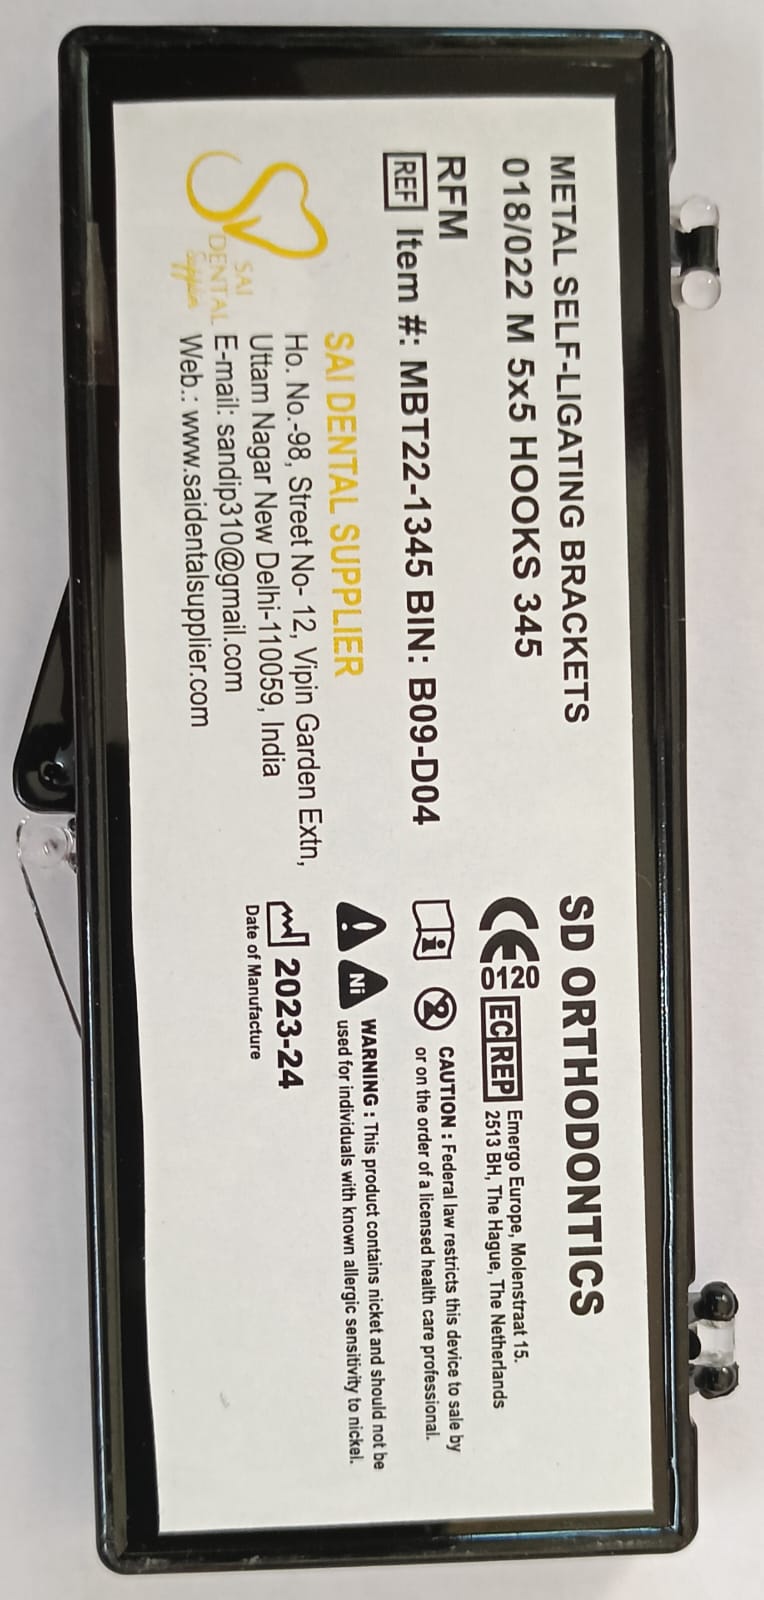 METAL SELF-LIGATING BRACKETS
018/022 M 5x5 HOOKS 345
RFM
REF Item #: MBT22-1345 BIN: B09-D04
SAI
DENTAL
Supplier
SAI DENTAL SUPPLIER
Ho. No.-98, Street No- 12, Vipin Garden Extn,
Uttam Nagar New Delhi-110059, India
E-mail: sandip310@gmail.com
Web.: www.saidentalsupplier.com
SD ORTHODONTICS
CE 0120 EC REP Emergo Europe, Molenstraat 15.
2513 BH, The Hague, The Netherlands
i 2 CAUTION : Federal law restricts this device to sale by
or on the order of a licensed health care professional.
! Ni WARNING : This product contains nicket and should not be
used for individuals with known allergic sensitivity to nickel.
2023-24
Date of Manufacture